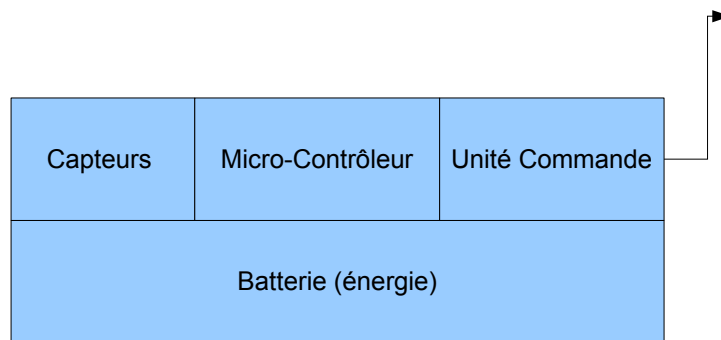 Capteurs
Micro-Contrôleur
Unité Commande
Batterie (énergie)